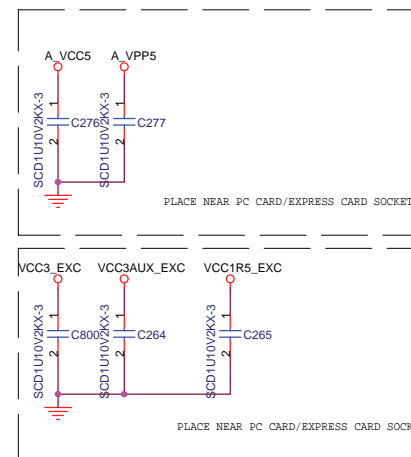 A_VCC5 A_VPP5
SCD1U10V2KX-3 1 C276 2 SCD1U10V2KX-3 1 C277 2
PLACE NEAR PC CARD/EXPRESS CARD SOCKET
VCC3_EXC VCC3AUX_EXC VCC1R5_EXC
SCD1U10V2KX-3 1 C800 2 SCD1U10V2KX-3 1 C264 2 SCD1U10V2KX-3 1 C265 2
PLACE NEAR PC CARD/EXPRESS CARD SOCK